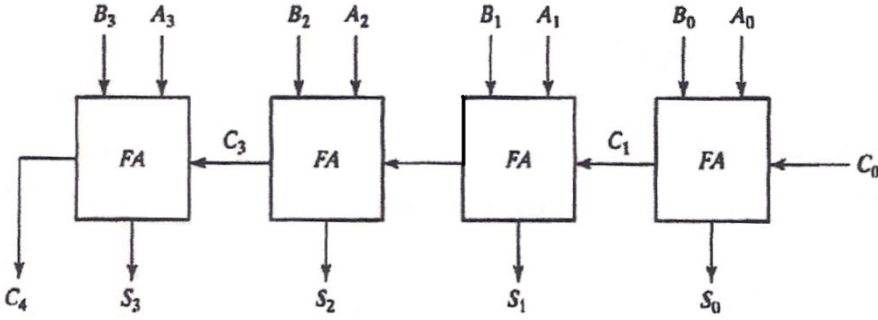 B₃ A₃ B₂ A₂ B₁ A₁ B₀ A₀
C₃ C₁
FA FA FA FA C₀
C₄ S₃ S₂ S₁ S₀